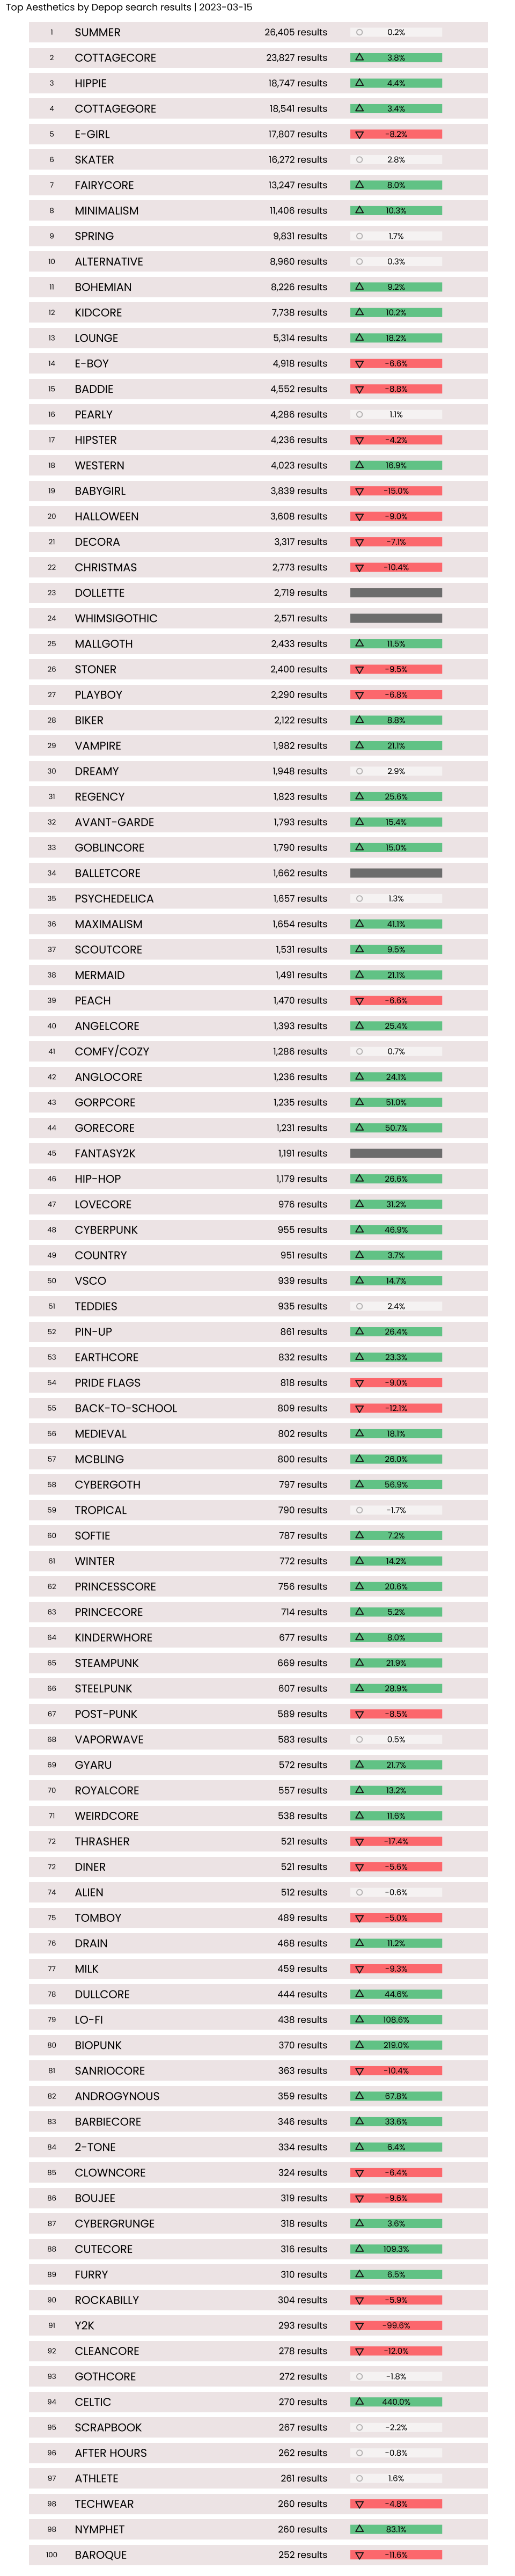 Top Aesthetics by Depop search results | 2023-03-15
1 SUMMER 26,405 results 0.2%
2 COTTAGECORE 23,827 results 3.8%
3 HIPPIE 18,747 results 4.4%
4 COTTAGEGORE 18,541 results 3.4%
5 E-GIRL 17,807 results -8.2%
6 SKATER 16,272 results 2.8%
7 FAIRYCORE 13,247 results 8.0%
8 MINIMALISM 11,406 results 10.3%
9 SPRING 9,831 results 1.7%
10 ALTERNATIVE 8,960 results 0.3%
11 BOHEMIAN 8,226 results 9.2%
12 KIDCORE 7,738 results 10.2%
13 LOUNGE 5,314 results 18.2%
14 E-BOY 4,918 results -6.6%
15 BADDIE 4,552 results -8.8%
16 PEARLY 4,286 results 1.1%
17 HIPSTER 4,236 results -4.2%
18 WESTERN 4,023 results 16.9%
19 BABYGIRL 3,839 results -15.0%
20 HALLOWEEN 3,608 results -9.0%
21 DECORA 3,317 results -7.1%
22 CHRISTMAS 2,773 results -10.4%
23 DOLLETTE 2,719 results
24 WHIMSIGOTHIC 2,571 results
25 MALLGOTH 2,433 results 11.5%
26 STONER 2,400 results -9.5%
27 PLAYBOY 2,290 results -6.8%
28 BIKER 2,122 results 8.8%
29 VAMPIRE 1,982 results 21.1%
30 DREAMY 1,948 results 2.9%
31 REGENCY 1,823 results 25.6%
32 AVANT-GARDE 1,793 results 15.4%
33 GOBLINCORE 1,790 results 15.0%
34 BALLETCORE 1,662 results
35 PSYCHEDELICA 1,657 results 1.3%
36 MAXIMALISM 1,654 results 41.1%
37 SCOUTCORE 1,531 results 9.5%
38 MERMAID 1,491 results 21.1%
39 PEACH 1,470 results -6.6%
40 ANGELCORE 1,393 results 25.4%
41 COMFY/COZY 1,286 results 0.7%
42 ANGLOCORE 1,236 results 24.1%
43 GORPCORE 1,235 results 51.0%
44 GORECORE 1,231 results 50.7%
45 FANTASY2K 1,191 results
46 HIP-HOP 1,179 results 26.6%
47 LOVECORE 976 results 31.2%
48 CYBERPUNK 955 results 46.9%
49 COUNTRY 951 results 3.7%
50 VSCO 939 results 14.7%
51 TEDDIES 935 results 2.4%
52 PIN-UP 861 results 26.4%
53 EARTHCORE 832 results 23.3%
54 PRIDE FLAGS 818 results -9.0%
55 BACK-TO-SCHOOL 809 results -12.1%
56 MEDIEVAL 802 results 18.1%
57 MCBLING 800 results 26.0%
58 CYBERGOTH 797 results 56.9%
59 TROPICAL 790 results -1.7%
60 SOFTIE 787 results 7.2%
61 WINTER 772 results 14.2%
62 PRINCESSCORE 756 results 20.6%
63 PRINCECORE 714 results 5.2%
64 KINDERWHORE 677 results 8.0%
65 STEAMPUNK 669 results 21.9%
66 STEELPUNK 607 results 28.9%
67 POST-PUNK 589 results -8.5%
68 VAPORWAVE 583 results 0.5%
69 GYARU 572 results 21.7%
70 ROYALCORE 557 results 13.2%
71 WEIRDCORE 538 results 11.6%
72 THRASHER 521 results -17.4%
72 DINER 521 results -5.6%
74 ALIEN 512 results -0.6%
75 TOMBOY 489 results -5.0%
76 DRAIN 468 results 11.2%
77 MILK 459 results -9.3%
78 DULLCORE 444 results 44.6%
79 LO-FI 438 results 108.6%
80 BIOPUNK 370 results 219.0%
81 SANRIOCORE 363 results -10.4%
82 ANDROGYNOUS 359 results 67.8%
83 BARBIECORE 346 results 33.6%
84 2-TONE 334 results 6.4%
85 CLOWNCORE 324 results -6.4%
86 BOUJEE 319 results -9.6%
87 CYBERGRUNGE 318 results 3.6%
88 CUTECORE 316 results 109.3%
89 FURRY 310 results 6.5%
90 ROCKABILLY 304 results -5.9%
91 Y2K 293 results -99.6%
92 CLEANCORE 278 results -12.0%
93 GOTHCORE 272 results -1.8%
94 CELTIC 270 results 440.0%
95 SCRAPBOOK 267 results -2.2%
96 AFTER HOURS 262 results -0.8%
97 ATHLETE 261 results 1.6%
98 TECHWEAR 260 results -4.8%
98 NYMPHET 260 results 83.1%
100 BAROQUE 252 results -11.6%